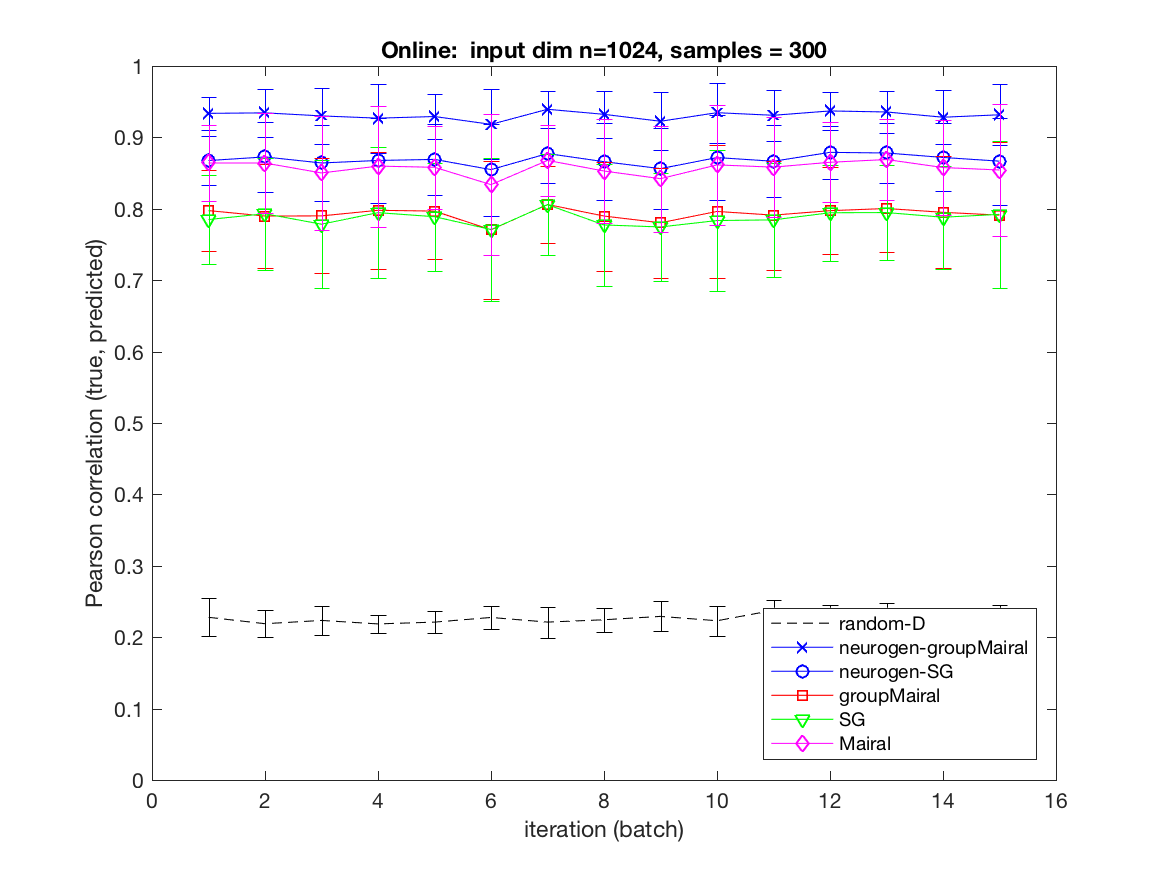 Online:  input dim n=1024, samples = 300
1
0.9
0.8
0.7
0.6
0.5
0.4
0.3
0.2
0.1
0
Pearson correlation (true, predicted)
random-D
neurogen-groupMairal
neurogen-SG
groupMairal
SG
Mairal
0 2 4 6 8 10 12 14 16
iteration (batch)